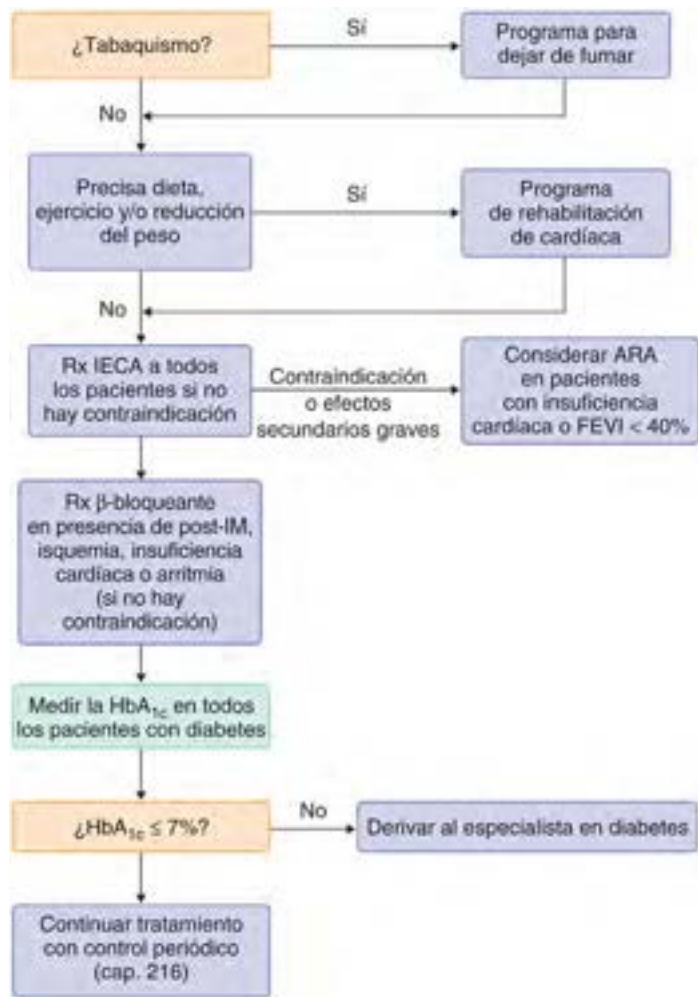 ¿Tabaquismo?
Sí
Programa para
dejar de fumar
No
Precisa dieta,
ejercicio y/o reducción
del peso
Sí
Programa
de rehabilitación
de cardíaca
No
Rx IECA a todos
los pacientes si no
hay contraindicación
Contraindicación
o efectos
secundarios graves
Considerar ARA
en pacientes
con insuficiencia
cardíaca o FEVI < 40%
Rx β-bloqueante
en presencia de post-IM,
isquemia, insuficiencia
cardíaca o arritmia
(si no hay
contraindicación)
Medir la HbA1c en todos
los pacientes con diabetes
¿HbA1c ≤ 7%?
No
Derivar al especialista en diabetes
Continuar tratamiento
con control periódico
(cap. 216)